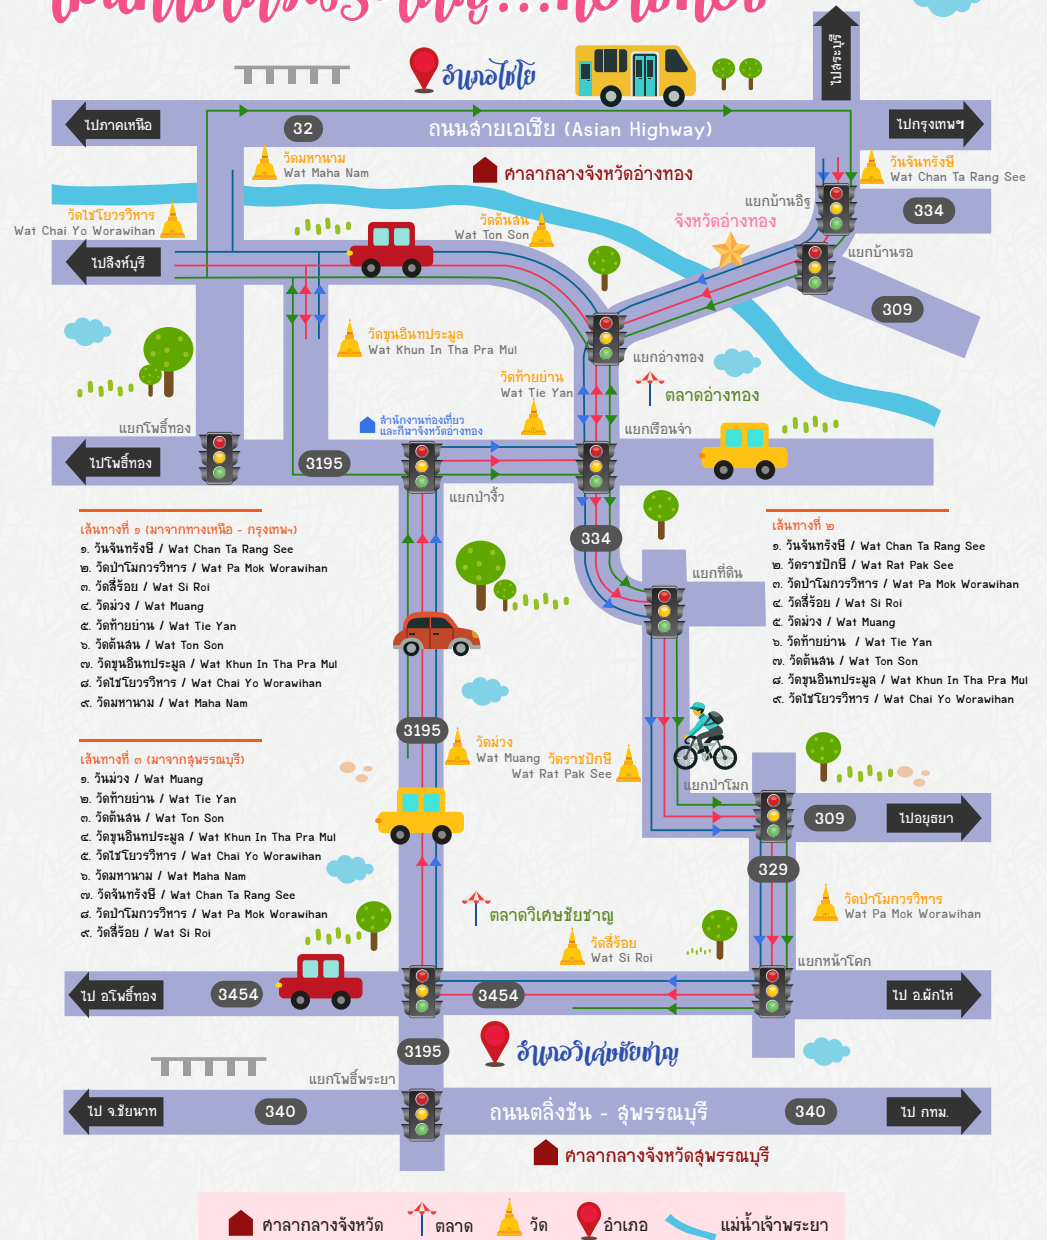 ไปสระบุรี
อำเภอไชโย
ไปภาคเหนือ
32
ถนนสายเอเชีย (Asian Highway)
ไปกรุงเทพฯ
วัดมหานาม
Wat Maha Nam
ศาลากลางจังหวัดอ่างทอง
วันจันทรังษี
Wat Chan Ta Rang See
วัดไชโยวรวิหาร
Wat Chai Yo Worawihan
วัดต้นสน
Wat Ton Son
จังหวัดอ่างทอง
แยกบ้านอิฐ
334
ไปสิงห์บุรี
แยกบ้านรอ
309
วัดขุนอินทประมูล
Wat Khun In Tha Pra Mul
แยกอ่างทอง
วัดท้ายย่าน
Wat Tie Yan
ตลาดอ่างทอง
แยกโพธิ์ทอง
สำนักงานท่องเที่ยว
และกีฬาจังหวัดอ่างทอง
แยกเรือนจำ
ไปโพธิ์ทอง
3195
แยกป่างิ้ว
เส้นทางที่ ๑ (มาจากทางเหนือ - กรุงเทพฯ)
๑. วันจันทรังษี / Wat Chan Ta Rang See
๒. วัดป่าโมกวรวิหาร / Wat Pa Mok Worawihan
๓. วัดสี่ร้อย / Wat Si Roi
๔. วัดม่วง / Wat Muang
๕. วัดท้ายย่าน / Wat Tie Yan
๖. วัดต้นสน / Wat Ton Son
๗. วัดขุนอินทประมูล / Wat Khun In Tha Pra Mul
๘. วัดไชโยวรวิหาร / Wat Chai Yo Worawihan
๙. วัดมหานาม / Wat Maha Nam
334
แยกที่ดิน
เส้นทางที่ ๒
๑. วันจันทรังษี / Wat Chan Ta Rang See
๒. วัดราชปักษี / Wat Rat Pak See
๓. วัดป่าโมกวรวิหาร / Wat Pa Mok Worawihan
๔. วัดสี่ร้อย / Wat Si Roi
๕. วัดม่วง / Wat Muang
๖. วัดท้ายย่าน / Wat Tie Yan
๗. วัดต้นสน / Wat Ton Son
๘. วัดขุนอินทประมูล / Wat Khun In Tha Pra Mul
๙. วัดไชโยวรวิหาร / Wat Chai Yo Worawihan
3195
วัดม่วง
Wat Muang
วัดราชปักษี
Wat Rat Pak See
แยกป่าโมก
เส้นทางที่ ๓ (มาจากสุพรรณบุรี)
๑. วันม่วง / Wat Muang
๒. วัดท้ายย่าน / Wat Tie Yan
๓. วัดต้นสน / Wat Ton Son
๔. วัดขุนอินทประมูล / Wat Khun In Tha Pra Mul
๕. วัดไชโยวรวิหาร / Wat Chai Yo Worawihan
๖. วัดมหานาม / Wat Maha Nam
๗. วัดจันทรังษี / Wat Chan Ta Rang See
๘. วัดป่าโมกวรวิหาร / Wat Pa Mok Worawihan
๙. วัดสี่ร้อย / Wat Si Roi
309
ไปอยุธยา
329
วัดป่าโมกวรวิหาร
Wat Pa Mok Worawihan
ตลาดวิเศษชัยชาญ
วัดสี่ร้อย
Wat Si Roi
แยกหน้าโคก
ไป อ.โพธิ์ทอง
3454
3454
ไป อ.ผักไห่
3195
อำเภอวิเศษชัยชาญ
แยกโพธิ์พระยา
ไป จ.ชัยนาท
340
ถนนตลิ่งชัน - สุพรรณบุรี
340
ไป กทม.
ศาลากลางจังหวัดสุพรรณบุรี
ศาลากลางจังหวัด
ตลาด
วัด
อำเภอ
แม่น้ำเจ้าพระยา